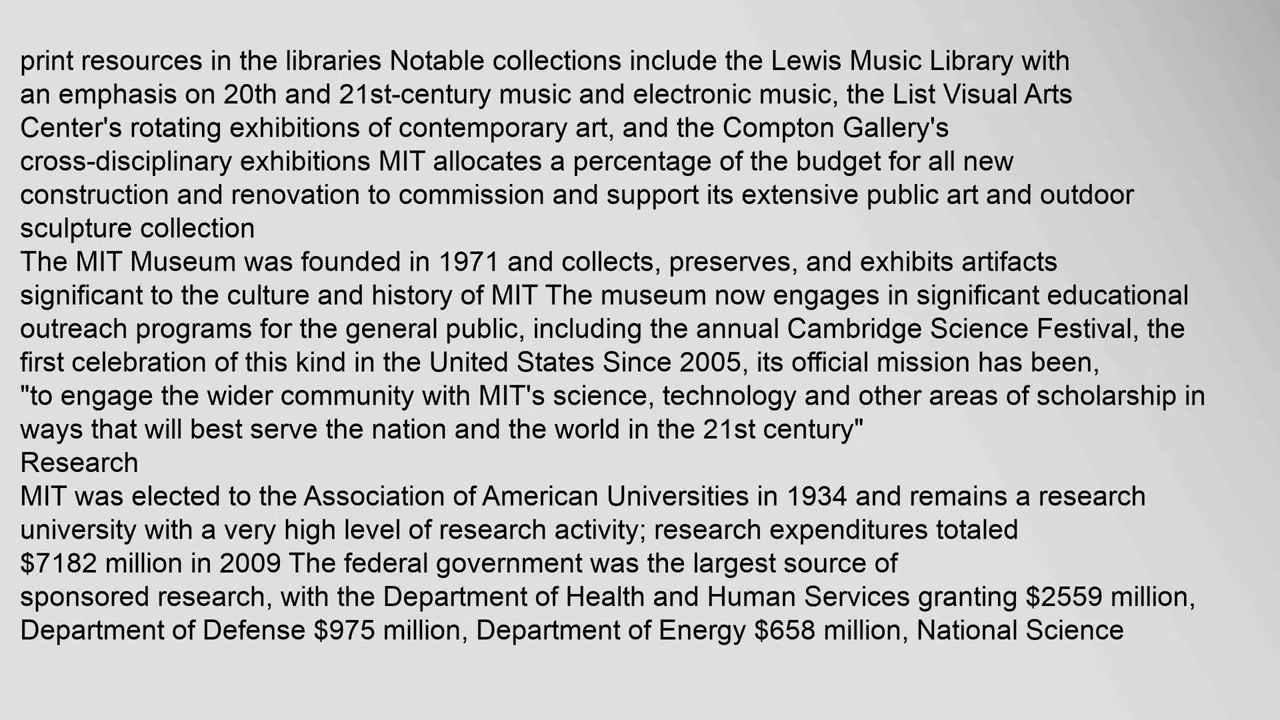 print resources in the libraries Notable collections include the Lewis Music Library with
an emphasis on 20th and 21st-century music and electronic music, the List Visual Arts
Center's rotating exhibitions of contemporary art, and the Compton Gallery's
cross-disciplinary exhibitions MIT allocates a percentage of the budget for all new
construction and renovation to commission and support its extensive public art and outdoor
sculpture collection
The MIT Museum was founded in 1971 and collects, preserves, and exhibits artifacts
significant to the culture and history of MIT The museum now engages in significant educational
outreach programs for the general public, including the annual Cambridge Science Festival, the
first celebration of this kind in the United States Since 2005, its official mission has been,
"to engage the wider community with MIT's science, technology and other areas of scholarship in
ways that will best serve the nation and the world in the 21st century"
Research
MIT was elected to the Association of American Universities in 1934 and remains a research
university with a very high level of research activity; research expenditures totaled
$7182 million in 2009 The federal government was the largest source of
sponsored research, with the Department of Health and Human Services granting $2559 million,
Department of Defense $975 million, Department of Energy $658 million, National Science